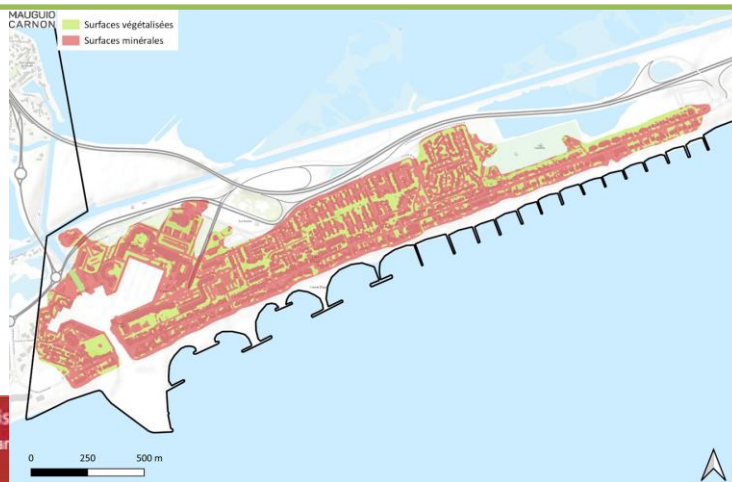 MAUGUIO
CARNON
Surfaces végétalisées
Surfaces minérales
0 250 500 m